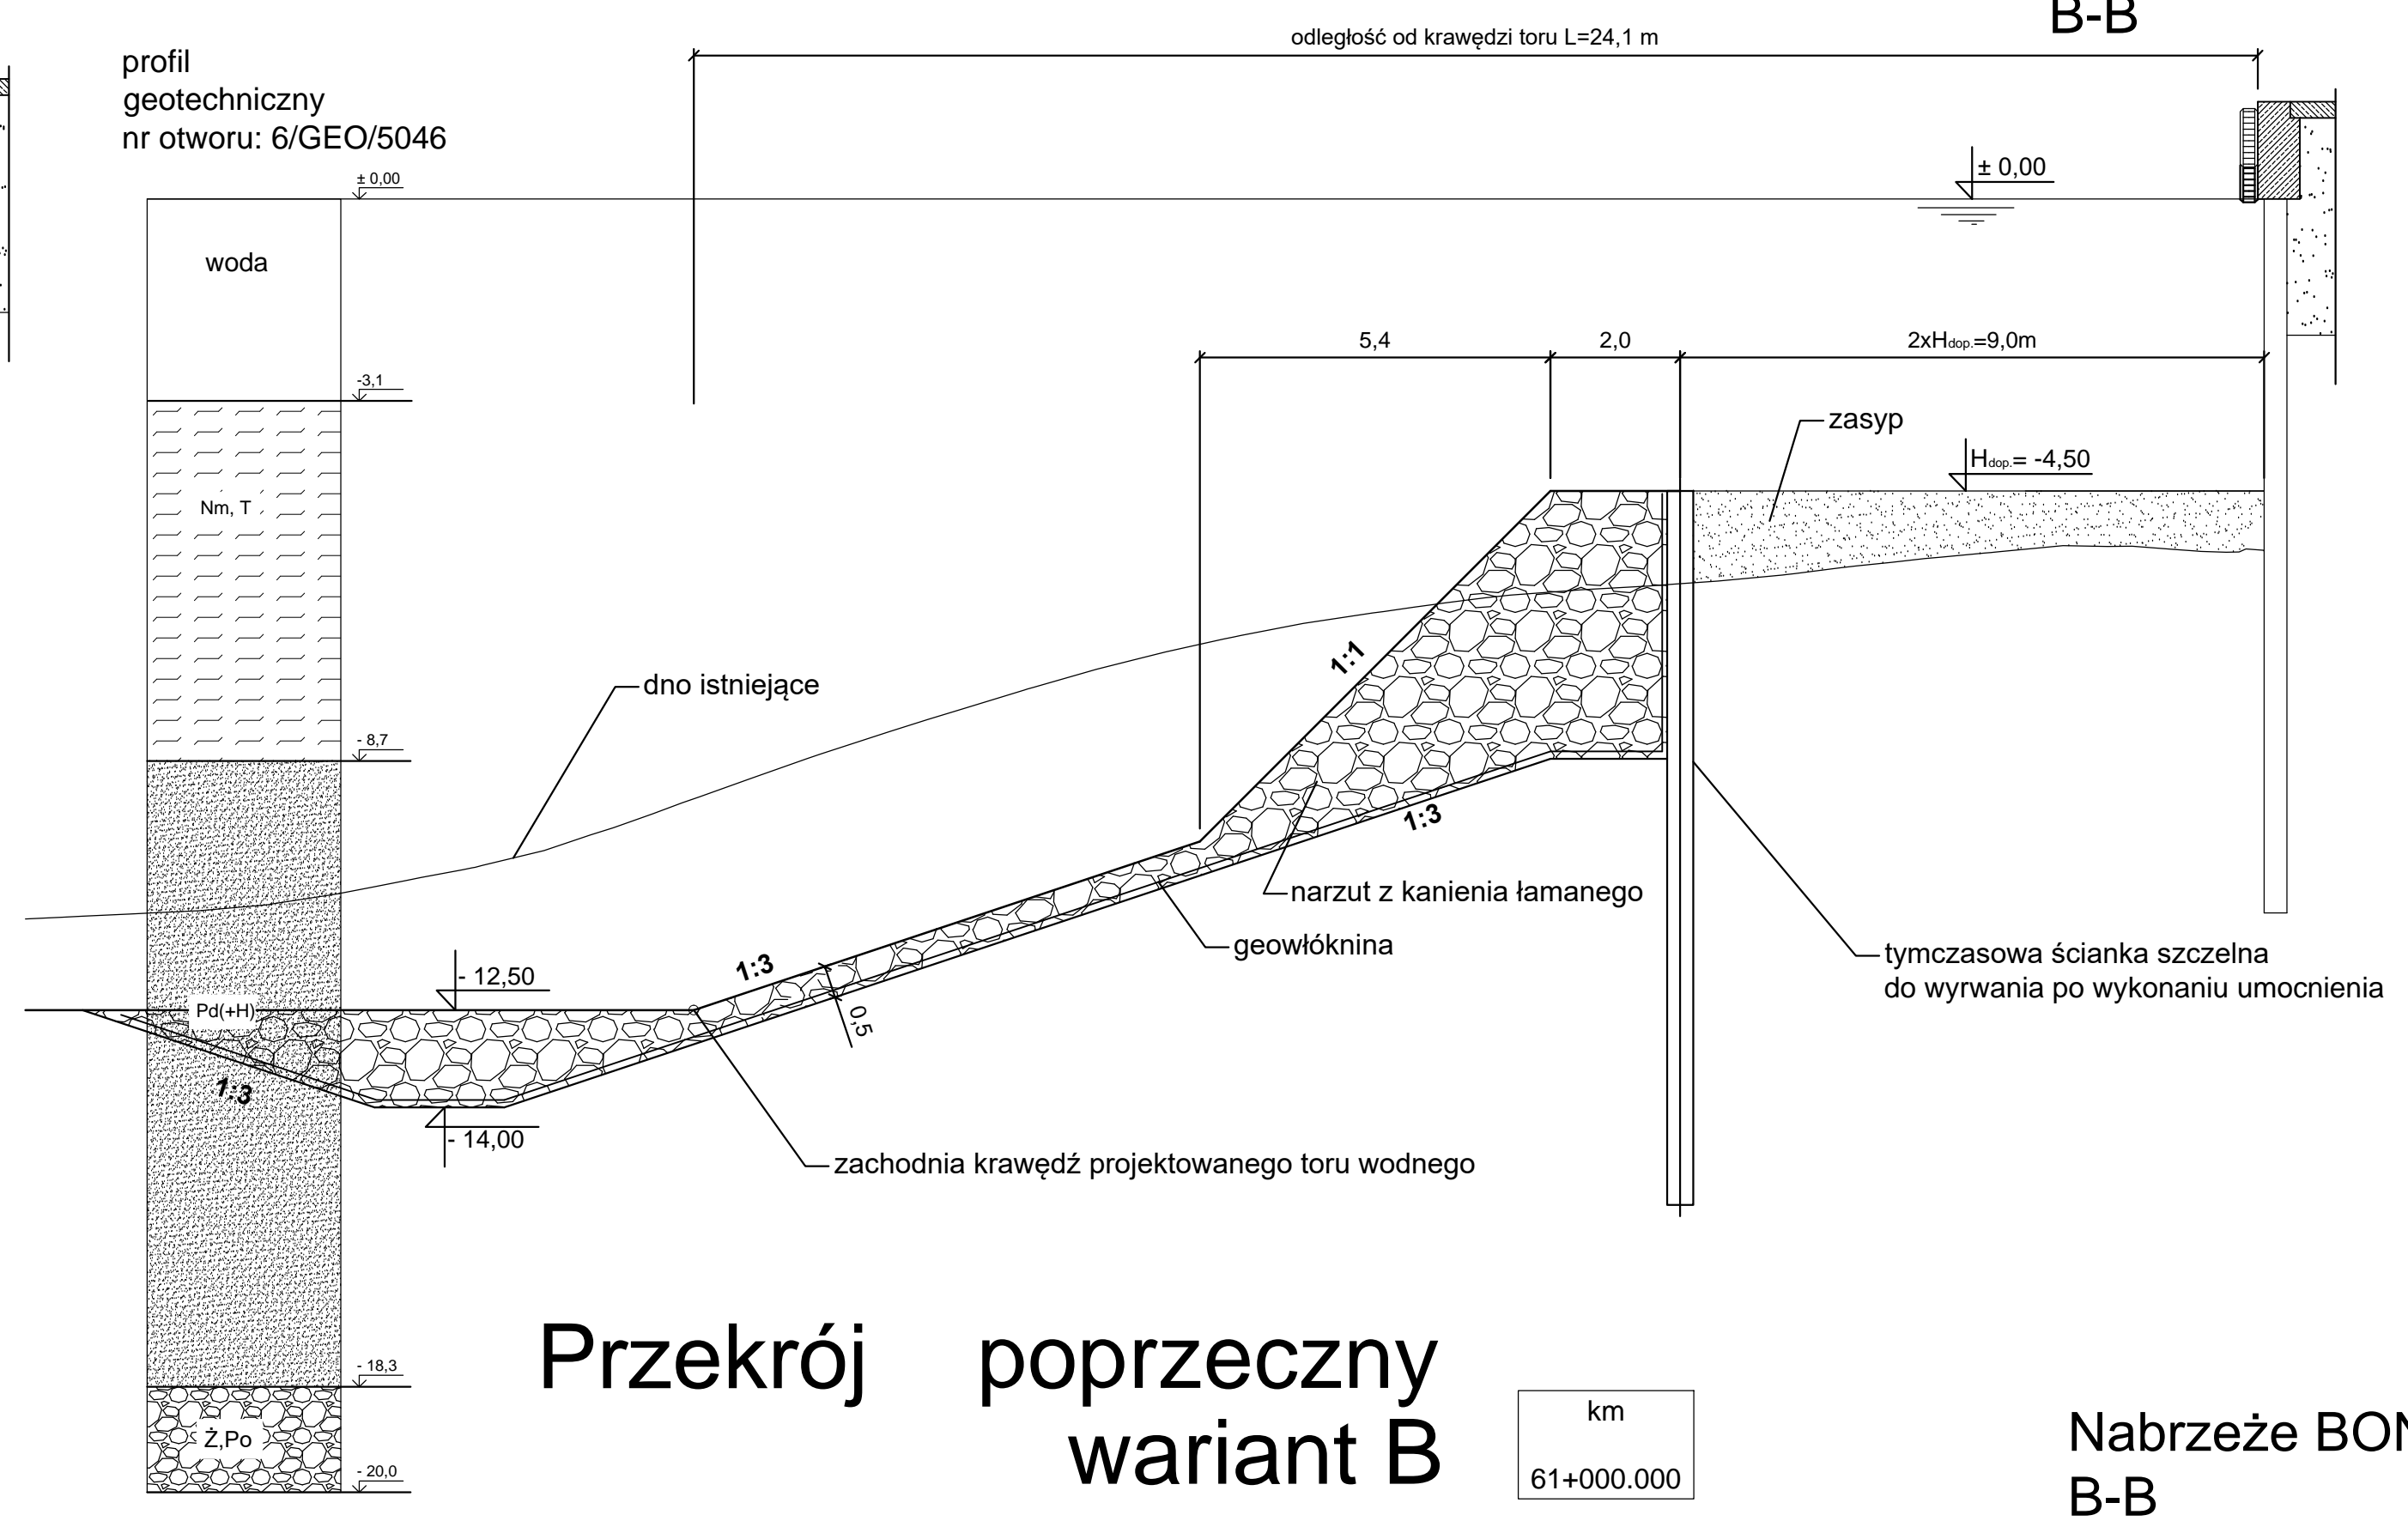 B-B
odległość od krawędzi toru L=24,1 m
profil
geotechniczny
nr otworu: 6/GEO/5046
± 0,00
± 0,00
woda
5,4
2,0
2xHdop.=9,0m
-3,1
zasyp
Hdop.= -4,50
Nm, T
1:1
dno istniejące
- 8,7
1:3
narzut z kanienia łamanego
geowłóknina
tymczasowa ścianka szczelna
do wyrwania po wykonaniu umocnienia
1:3
- 12,50
0,5
Pd(+H)
1:3
- 14,00
zachodnia krawędź projektowanego toru wodnego
Przekrój poprzeczny
wariant B
- 18,3
Ż,Po
- 20,0
km
61+000.000
Nabrzeże BON
B-B